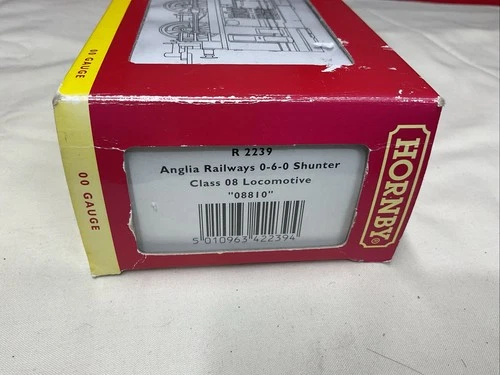 00 GAUGE
00 GAUGE
R 2239
Anglia Railways 0-6-0 Shunter
Class 08 Locomotive
"08810"
5 010963 422394
HORNBY®